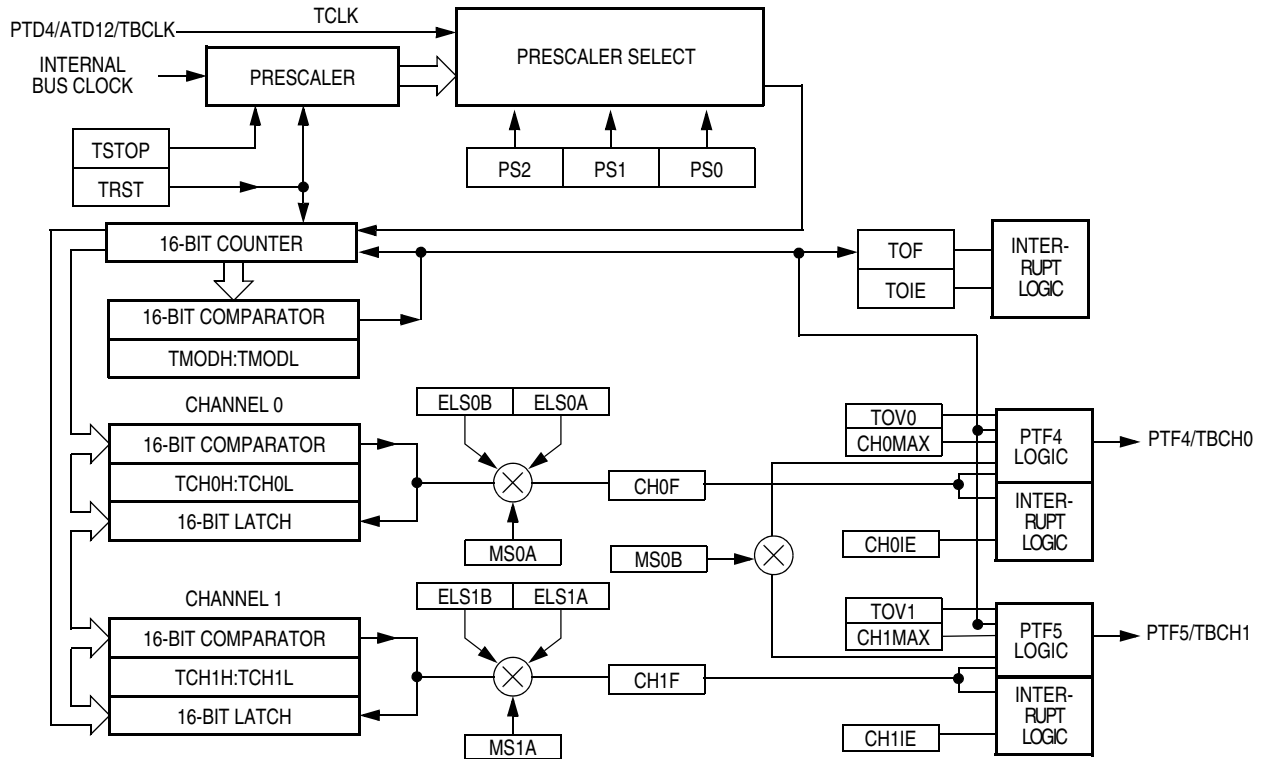 TCLK
PTD4/ATD12/TBCLK
INTERNAL
BUS CLOCK
PRESCALER
PRESCALER SELECT
TSTOP
TRST
PS2
PS1
PS0
16-BIT COUNTER
TOF
TOIE
INTER-
RUPT
LOGIC
16-BIT COMPARATOR
TMODH:TMODL
CHANNEL 0
ELS0B
ELS0A
16-BIT COMPARATOR
TCH0H:TCH0L
16-BIT LATCH
MS0A
CH0F
TOV0
CH0MAX
PTF4
LOGIC
PTF4/TBCH0
INTER-
RUPT
LOGIC
CH0IE
MS0B
CHANNEL 1
ELS1B
ELS1A
16-BIT COMPARATOR
TCH1H:TCH1L
16-BIT LATCH
MS1A
CH1F
TOV1
CH1MAX
PTF5
LOGIC
PTF5/TBCH1
INTER-
RUPT
LOGIC
CH1IE